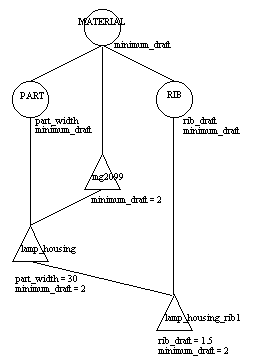 MATERIAL
minimum_draft
PART
RIB
part_width
minimum_draft
rib_draft
minimum_draft
mg2099
minimum_draft = 2
lamp_housing
part_width = 30
minimum_draft = 2
lamp_housing_rib1
rib_draft = 1.5
minimum_draft = 2